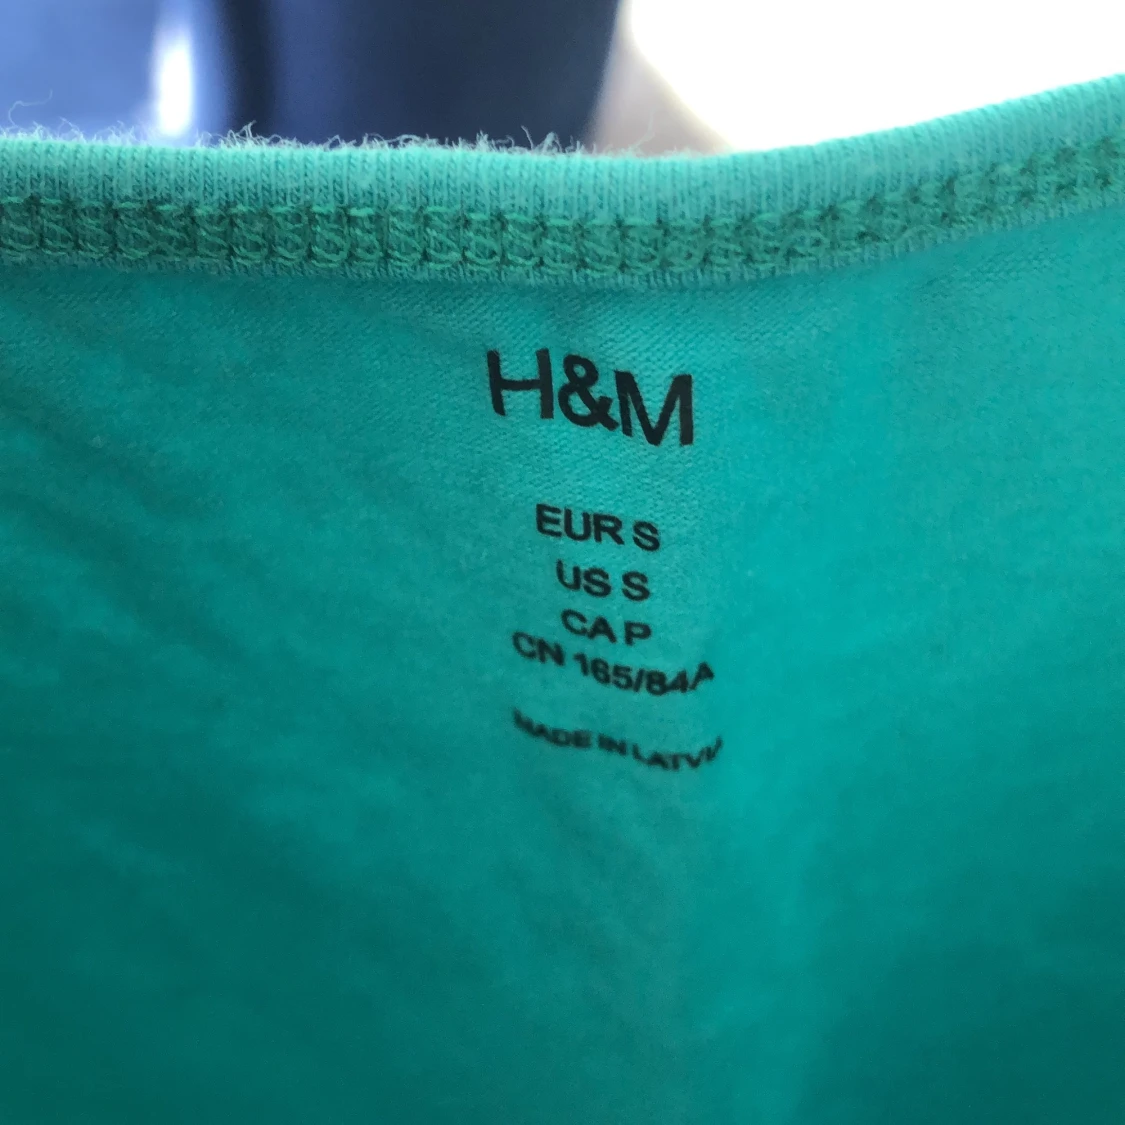 H&M
EUR S
US S
CA P
CN 165/84A
MADE IN LATVIA